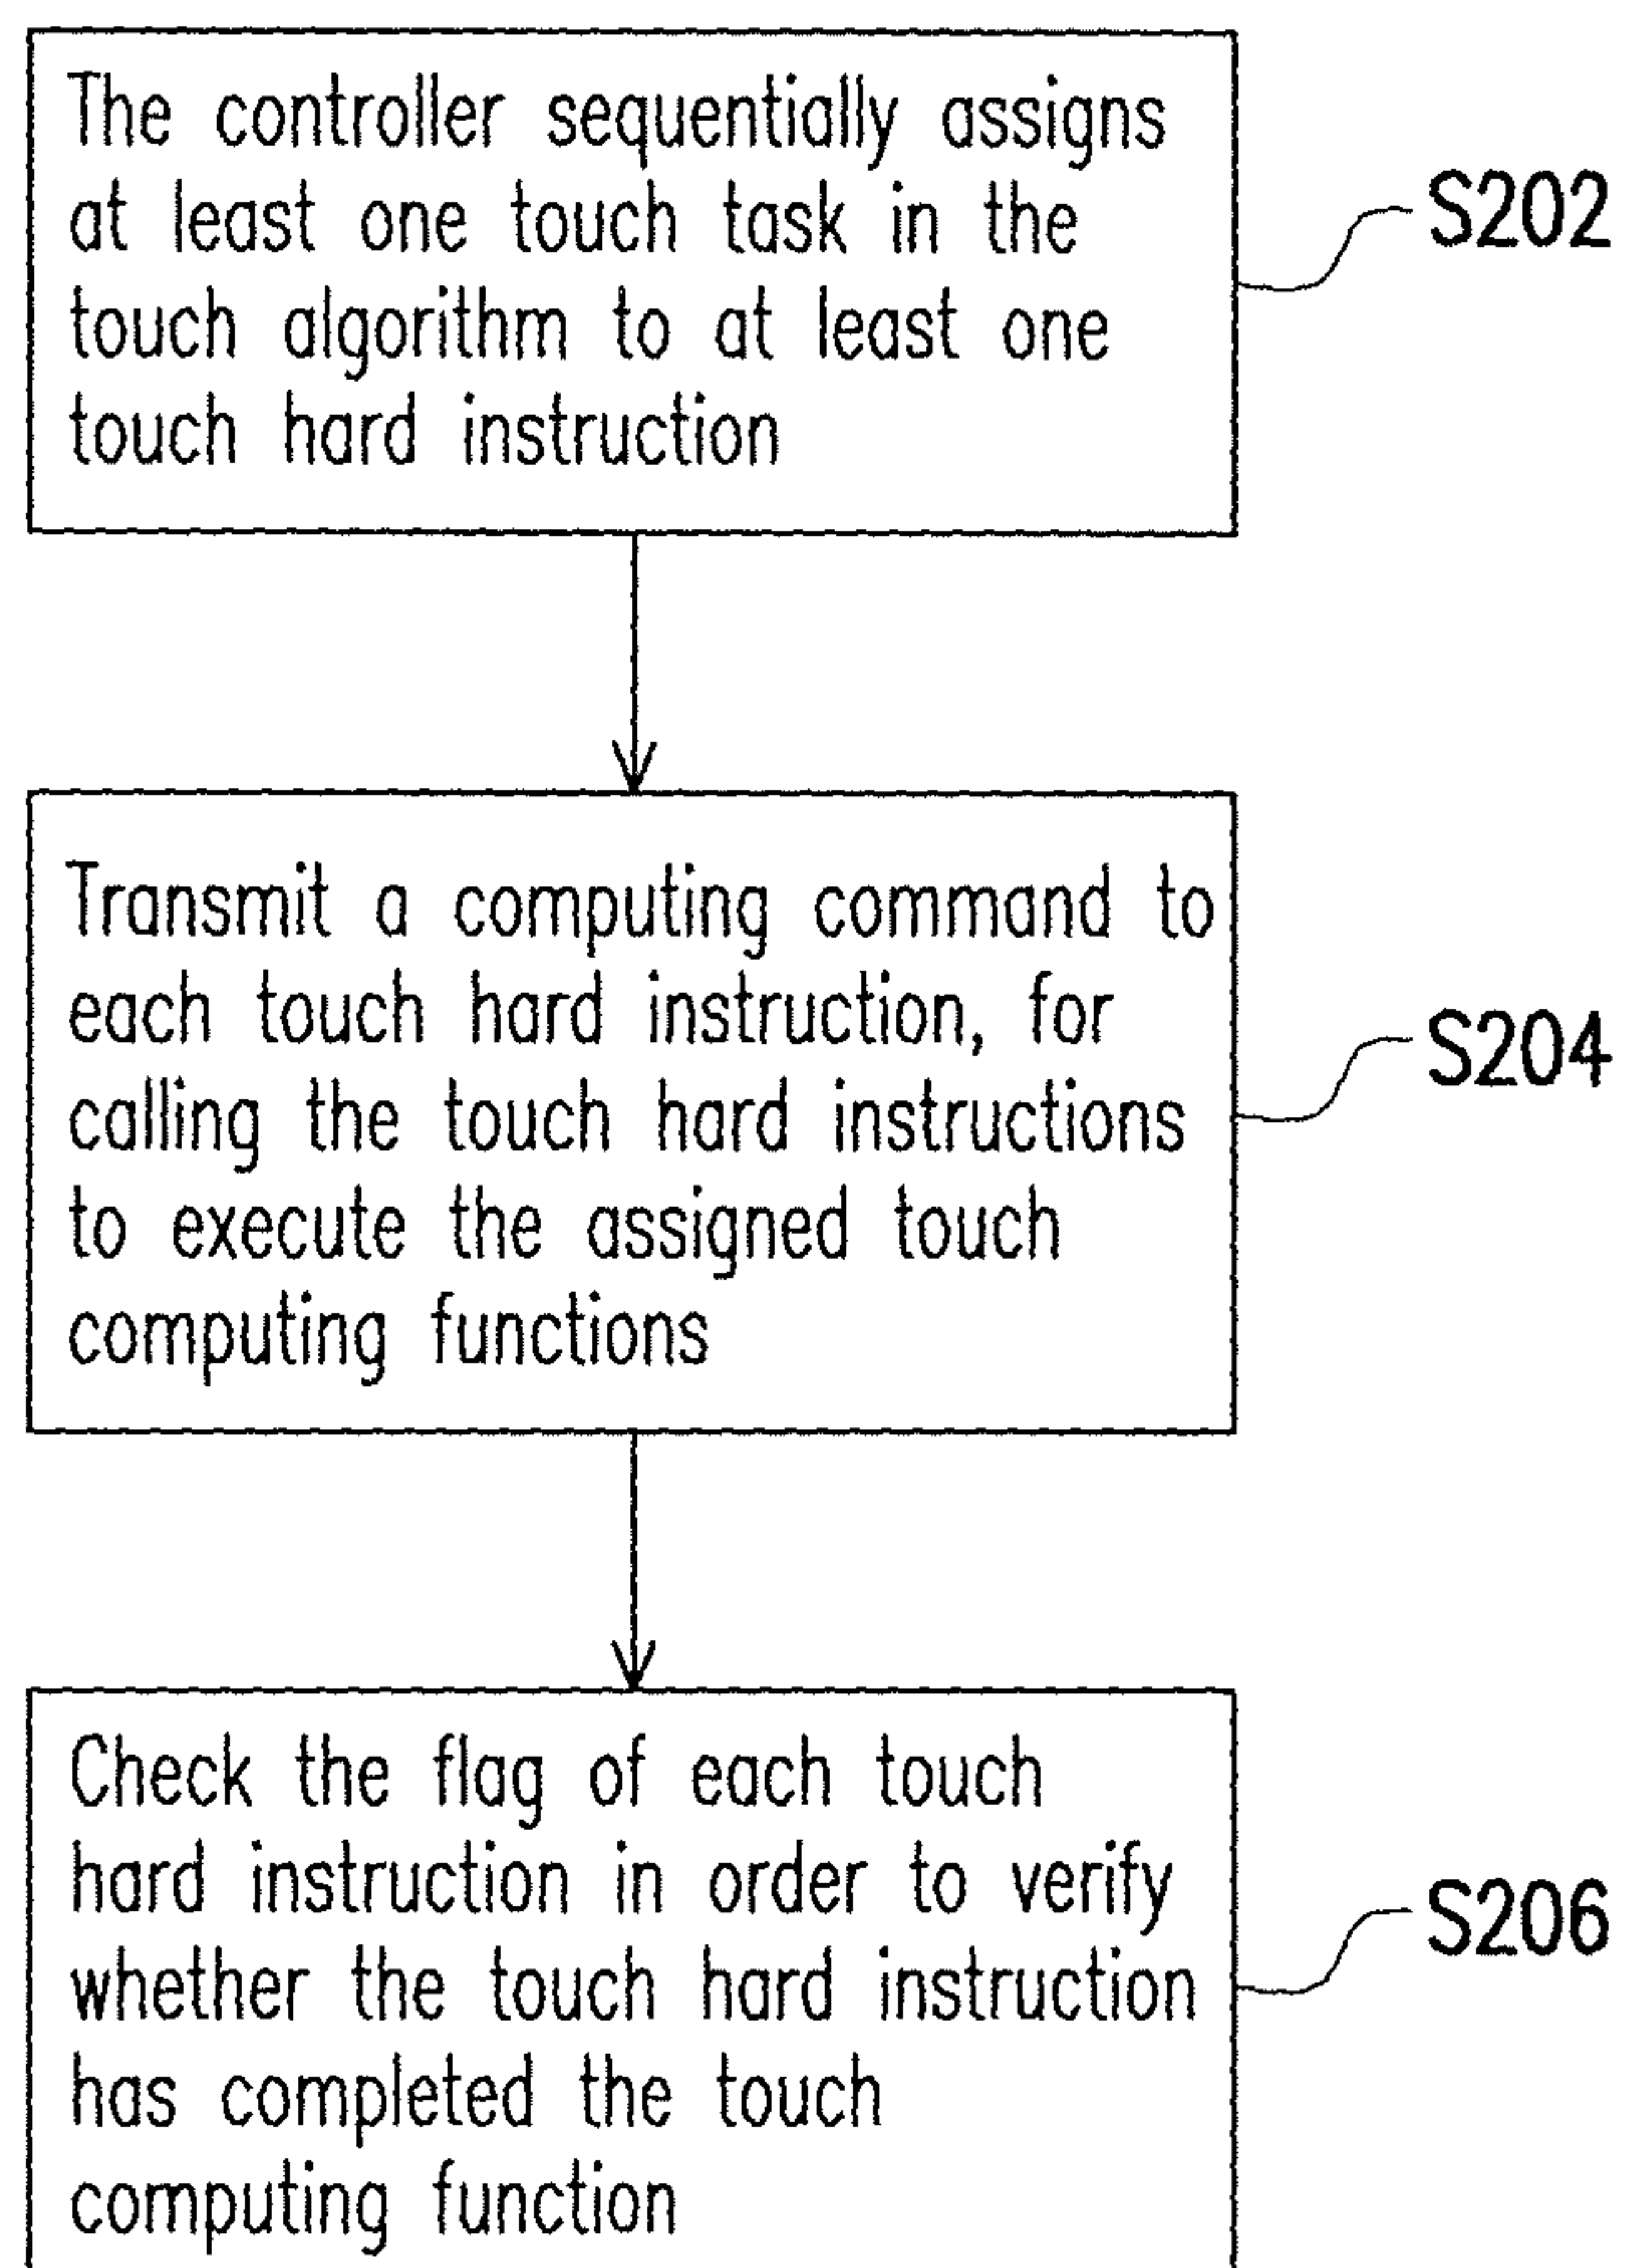 The controller sequentially assigns
at least one touch task in the
touch algorithm to at least one
touch hard instruction
S202
Transmit a computing command to
each touch hard instruction, for
calling the touch hard instructions
to execute the assigned touch
computing functions
S204
Check the flag of each touch
hard instruction in order to verify
whether the touch hard instruction
has completed the touch
computing function
S206